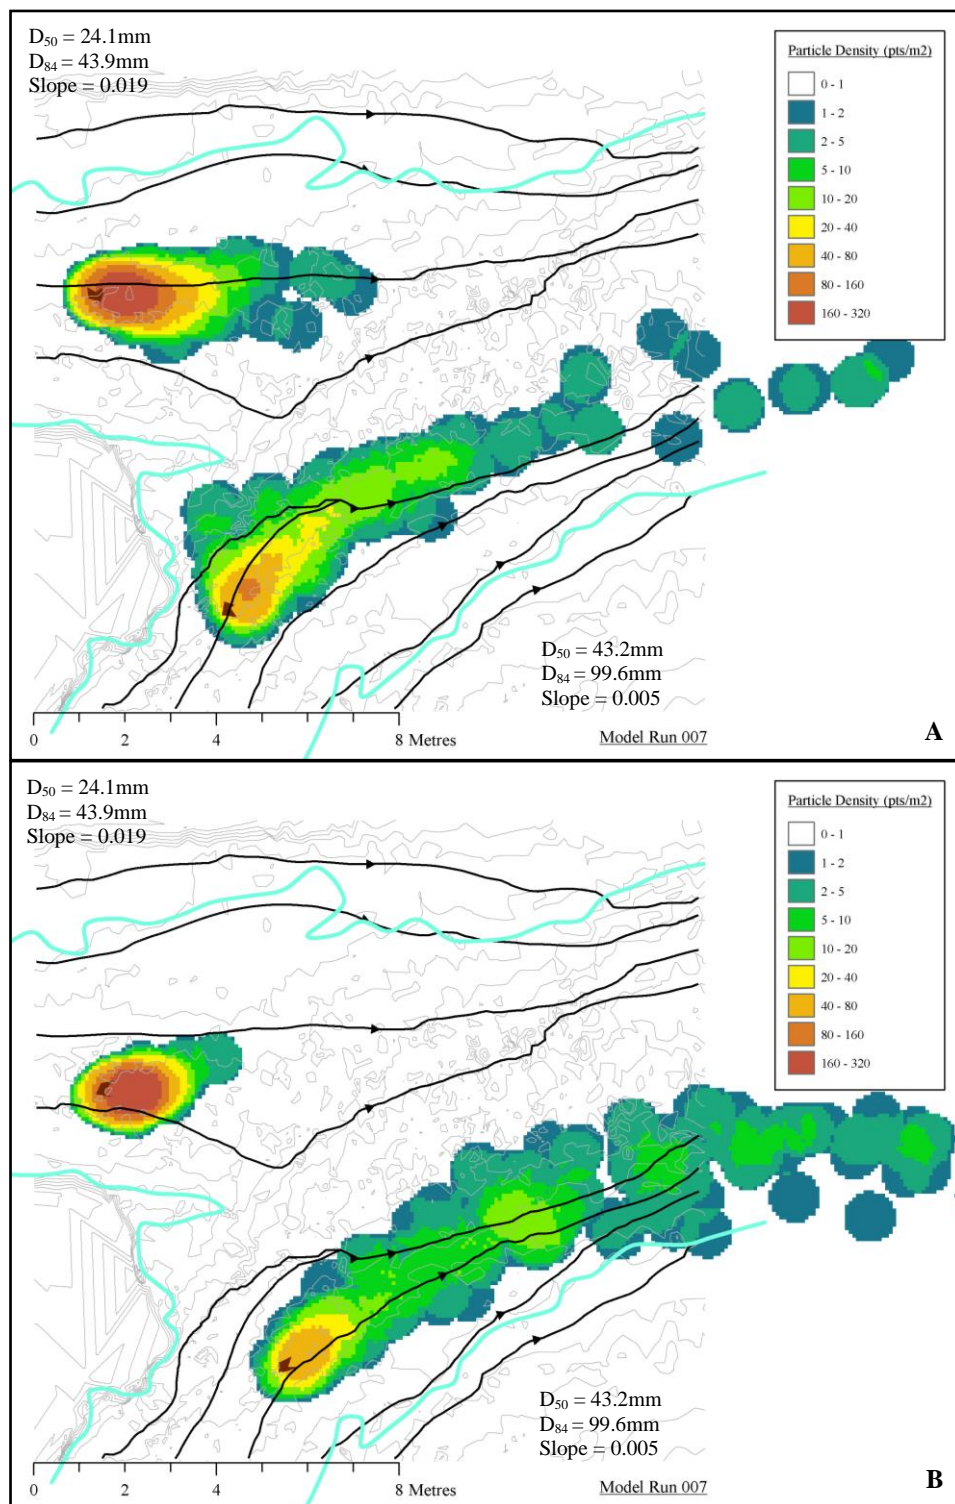 D50 = 24.1mm
D84 = 43.9mm
Slope = 0.019
Particle Density (pts/m2)
0 - 1
1 - 2
2 - 5
5 - 10
10 - 20
20 - 40
40 - 80
80 - 160
160 - 320
D50 = 43.2mm
D84 = 99.6mm
Slope = 0.005
0 2 4 8 Metres
Model Run 007
A
D50 = 24.1mm
D84 = 43.9mm
Slope = 0.019
Particle Density (pts/m2)
0 - 1
1 - 2
2 - 5
5 - 10
10 - 20
20 - 40
40 - 80
80 - 160
160 - 320
D50 = 43.2mm
D84 = 99.6mm
Slope = 0.005
0 2 4 8 Metres
Model Run 007
B